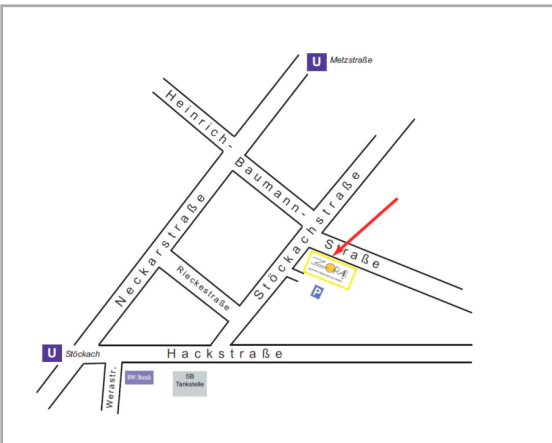 U Metzstraße
Heinrich-
Baumann-
Straße
Neckarstraße
Stöckachstraße
Rieckestraße
P
U Stöckach
Hackstraße
Werastr.
BW Bank
SB
Tankstelle